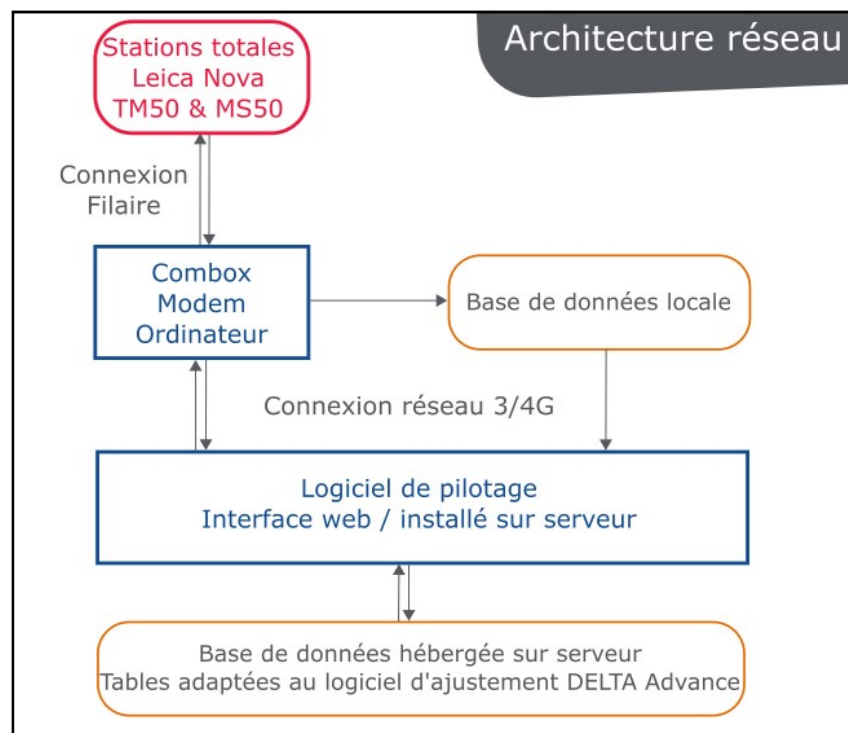 Architecture réseau
Stations totales
Leica Nova
TM50 & MS50
Connexion
Filaire
Combox
Modem
Ordinateur
Base de données locale
Connexion réseau 3/4G
Logiciel de pilotage
Interface web / installé sur serveur
Base de données hébergée sur serveur
Tables adaptées au logiciel d'ajustement DELTA Advance